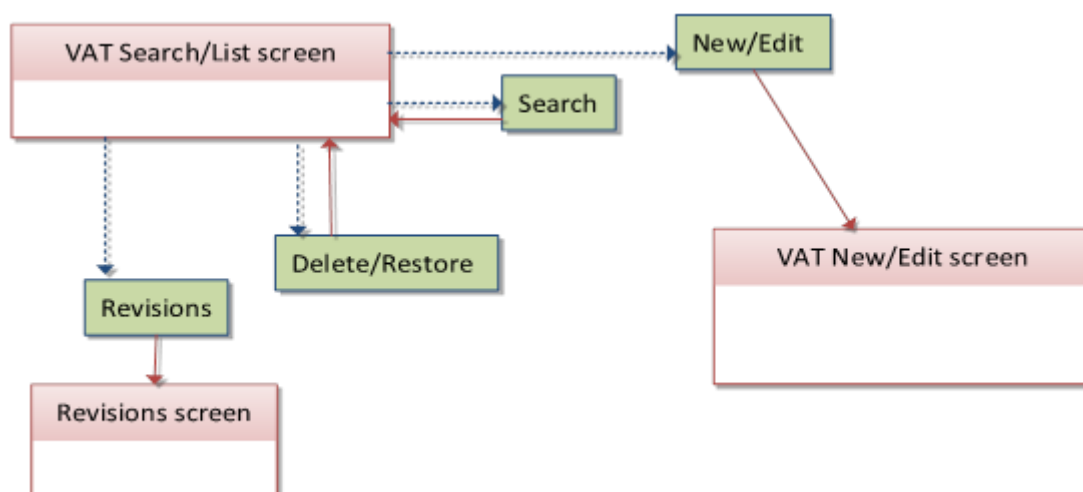 VAT Search/List screen
New/Edit
Search
Delete/Restore
VAT New/Edit screen
Revisions
Revisions screen